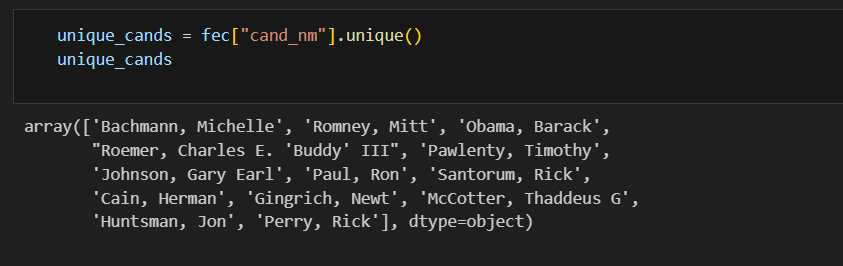 unique_cands = fec["cand_nm"].unique()
unique_cands
array(['Bachmann, Michelle', 'Romney, Mitt', 'Obama, Barack',
"Roemer, Charles E. 'Buddy' III", 'Pawlenty, Timothy',
'Johnson, Gary Earl', 'Paul, Ron', 'Santorum, Rick',
'Cain, Herman', 'Gingrich, Newt', 'McCotter, Thaddeus G',
'Huntsman, Jon', 'Perry, Rick'], dtype=object)